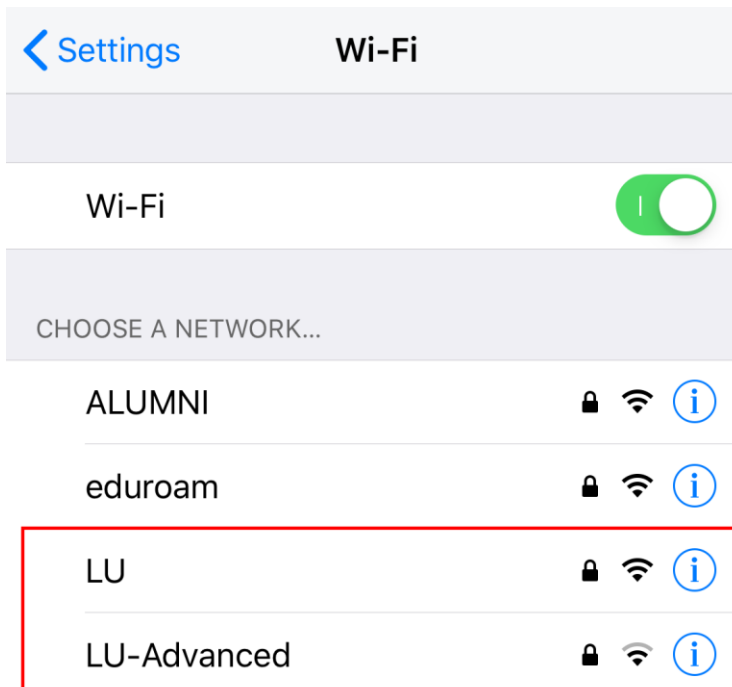 Settings Wi-Fi
Wi-Fi
CHOOSE A NETWORK...
ALUMNI
eduroam
LU
LU-Advanced